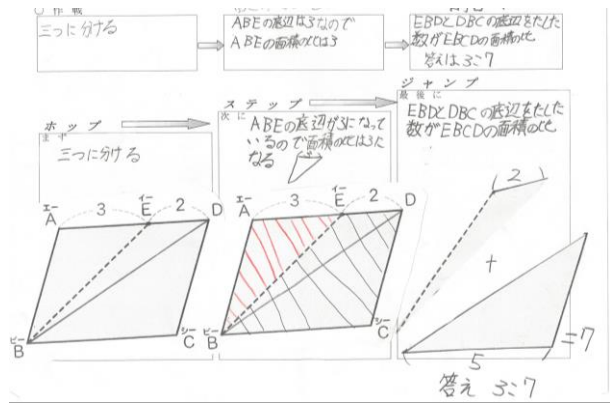 ○ 作 戦
三つに分ける
ABEの底辺は3なので
ABEの面積の比は3
EBDとDBCの底辺をたした
数がEBCDの面積の比
答えは3:7
ホップ
まず
三つに分ける
ステップ
次に
ABEの底辺が3になって
いるので面積の比は3に
なる
ジャンプ
最後に
EBDとDBCの底辺をたした
数がEBCDの面積の比
エー
A
3
イー
E
2
D
ビー
B
シー
C
エー
A
3
イー
E
2
D
ビー
B
シー
C
2
+
5
=7
答え 3:7